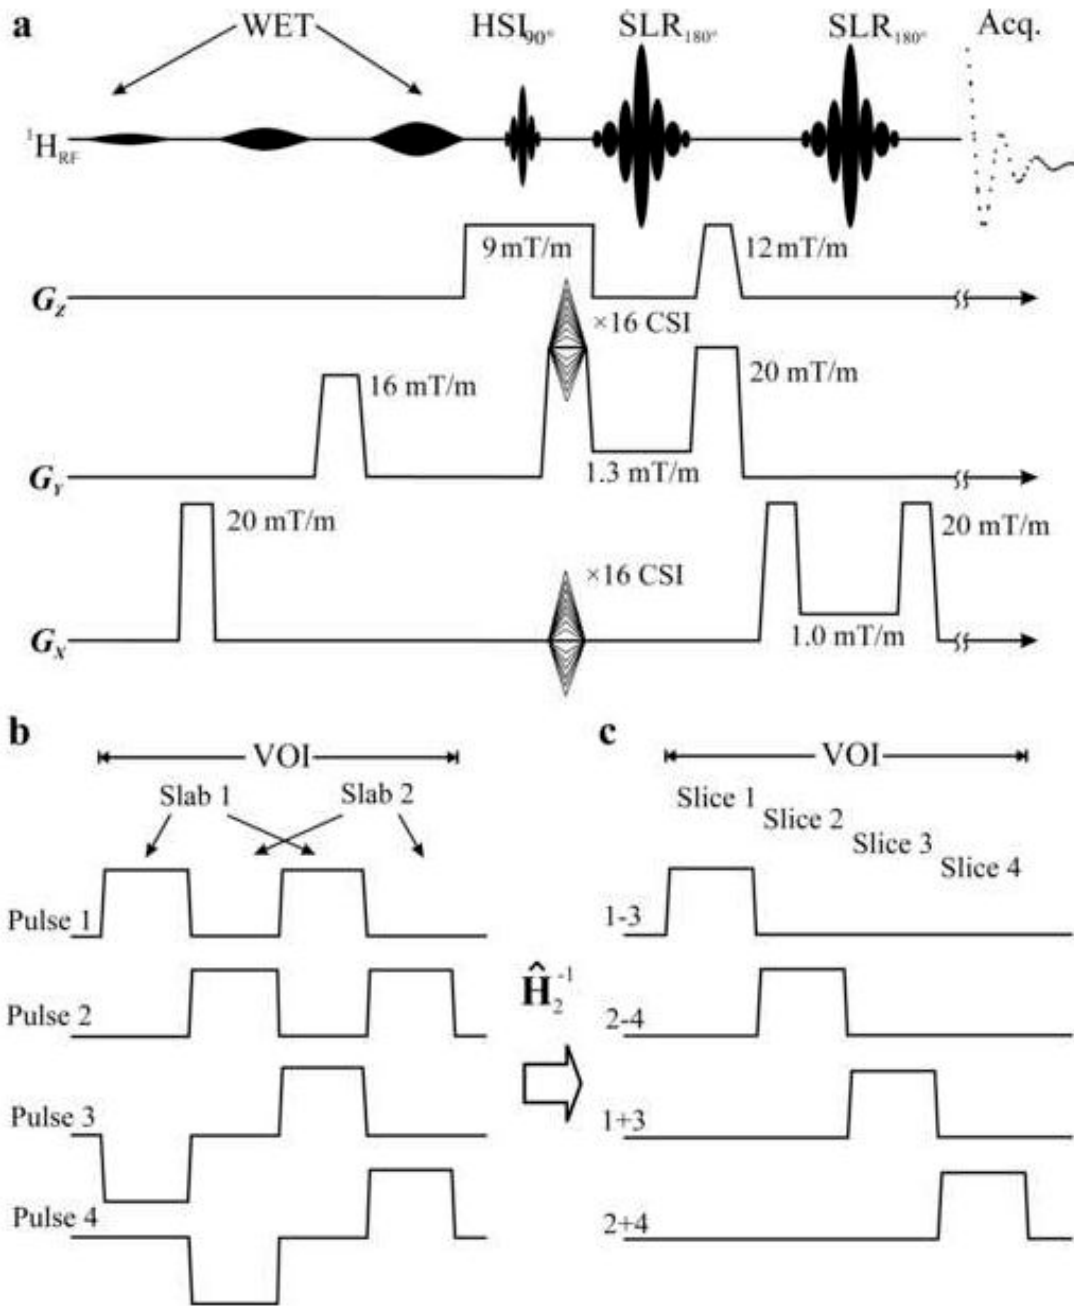 a
WET
HSI90°
SLR180°
SLR180°
Acq.
1HRF
9 mT/m
12 mT/m
GZ
×16 CSI
16 mT/m
20 mT/m
GY
1.3 mT/m
20 mT/m
20 mT/m
×16 CSI
GX
1.0 mT/m
b
VOI
Slab 1
Slab 2
Pulse 1
Pulse 2
Pulse 3
Pulse 4
Ĥ2-1
c
VOI
Slice 1
Slice 2
Slice 3
Slice 4
1-3
2-4
1+3
2+4